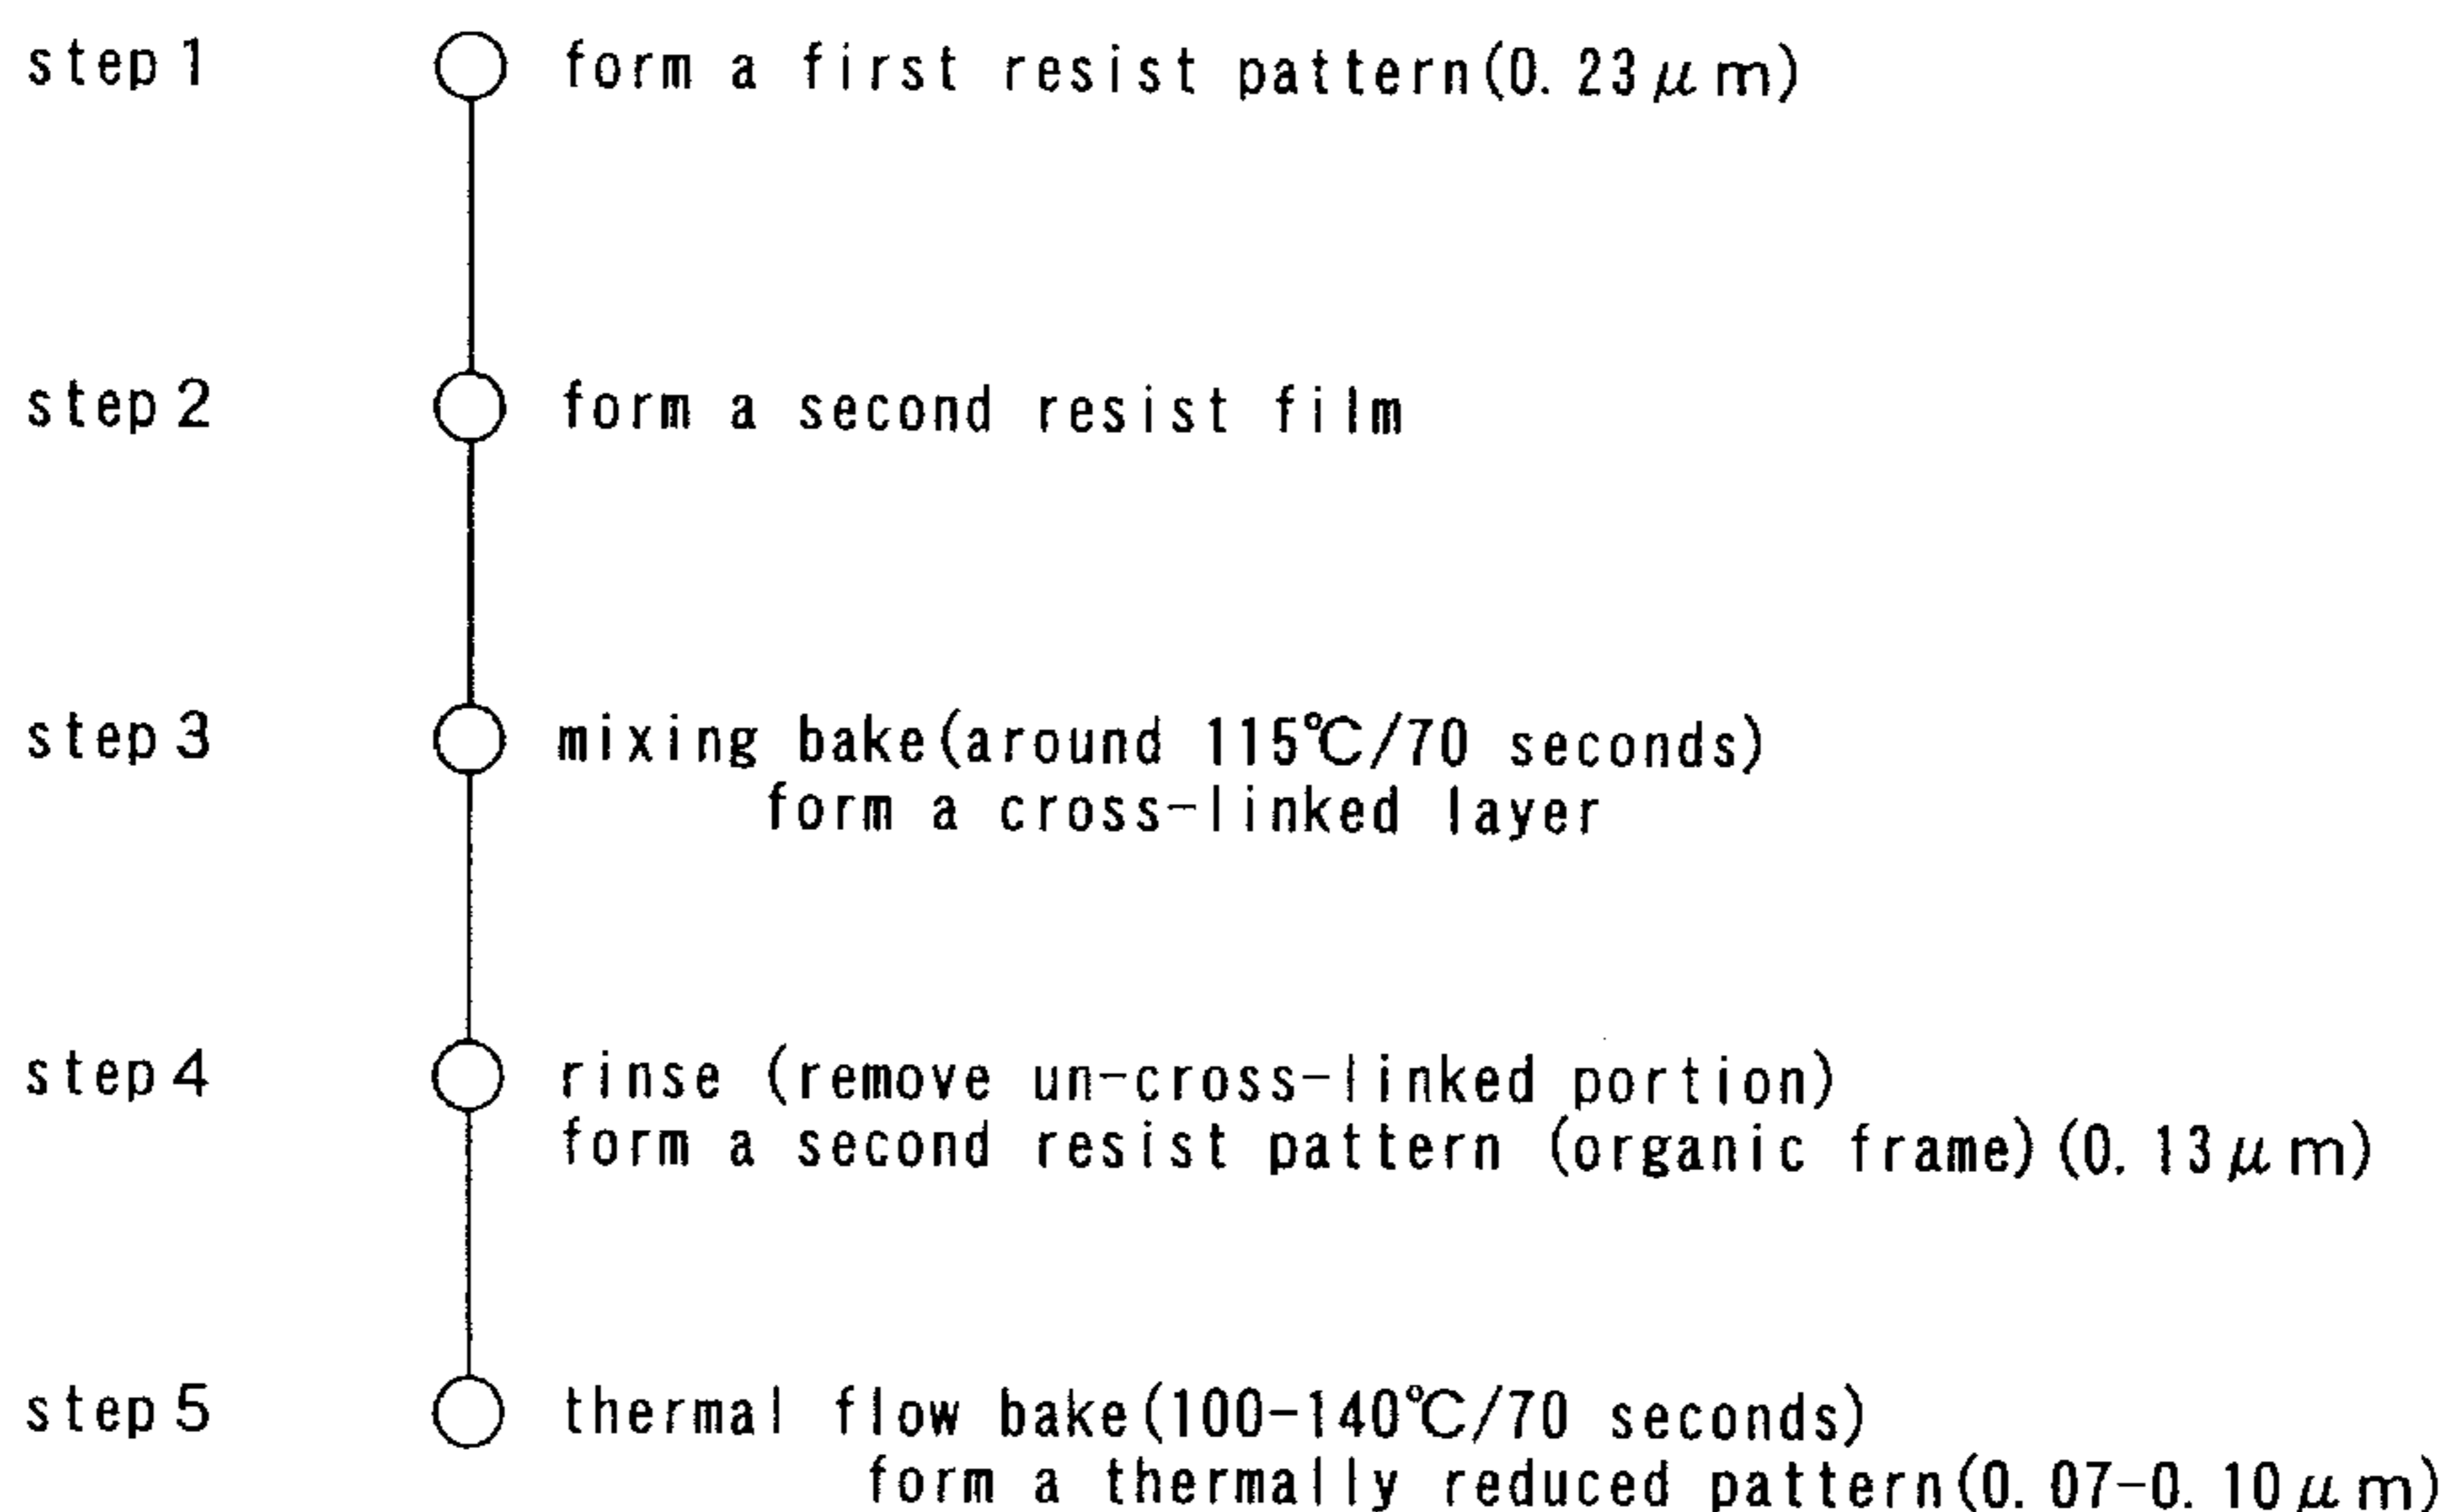 step 1 form a first resist pattern(0.23μm)
step 2 form a second resist film
step 3 mixing bake(around 115℃/70 seconds)
form a cross-linked layer
step 4 rinse (remove un-cross-linked portion)
form a second resist pattern (organic frame)(0.13μm)
step 5 thermal flow bake(100-140℃/70 seconds)
form a thermally reduced pattern(0.07-0.10μm)